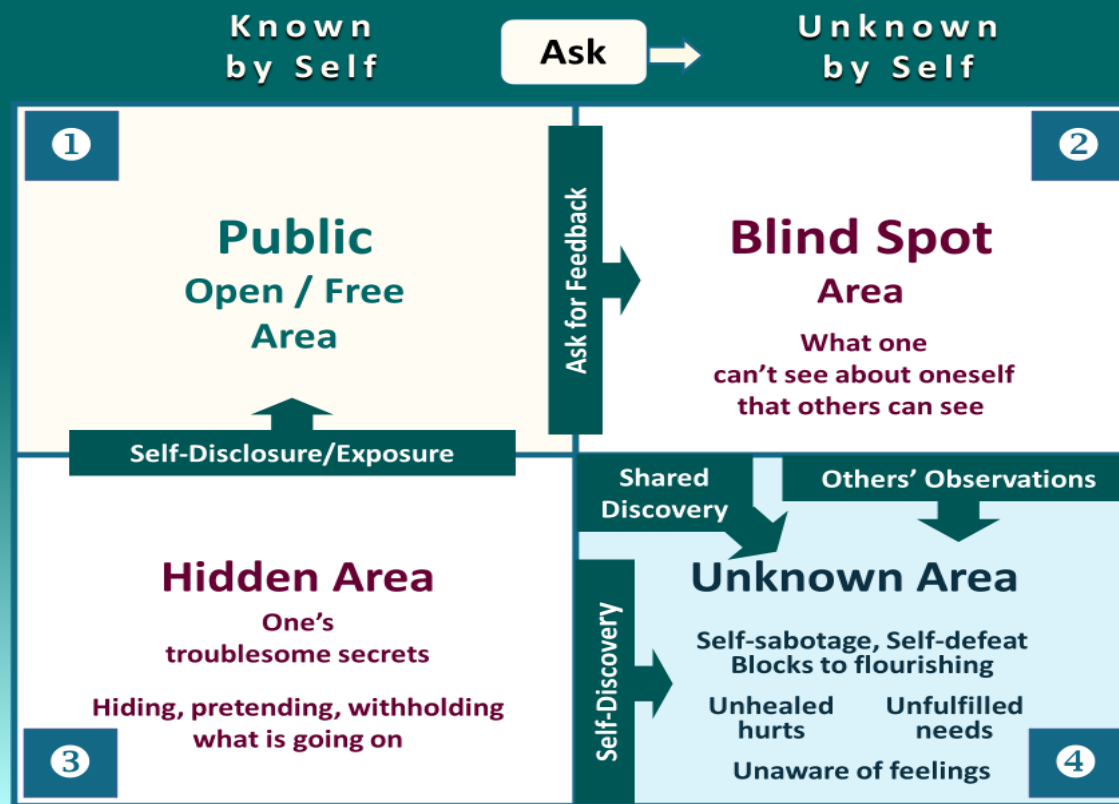 Known
by Self
Ask
Unknown
by Self
1
2
Public
Open / Free
Area
Ask for Feedback
Blind Spot
Area
What one
can't see about oneself
that others can see
Self-Disclosure/Exposure
Shared
Discovery
Others' Observations
Hidden Area
One's
troublesome secrets
Hiding, pretending, withholding
what is going on
3
Self-Discovery
Unknown Area
Self-sabotage, Self-defeat
Blocks to flourishing
Unhealed
hurts
Unfulfilled
needs
Unaware of feelings
4